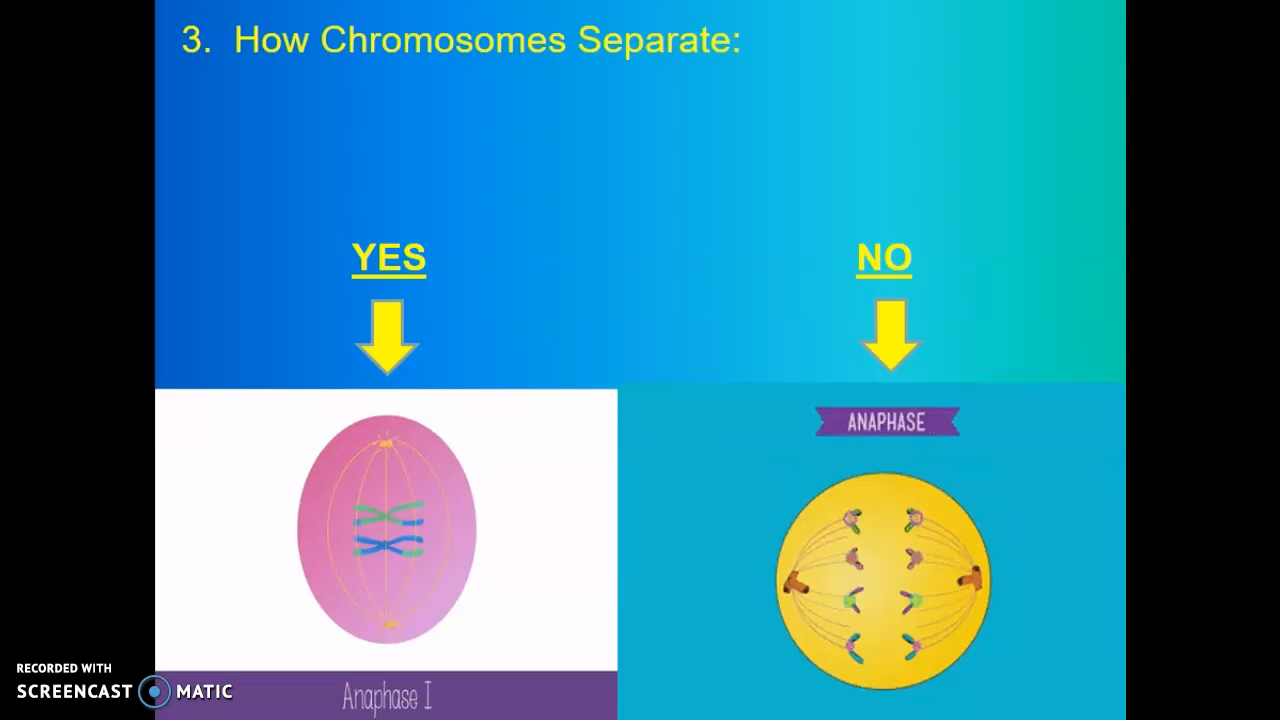 3. How Chromosomes Separate:
YES
NO
ANAPHASE
Anaphase I
RECORDED WITH
SCREENCAST MATIC